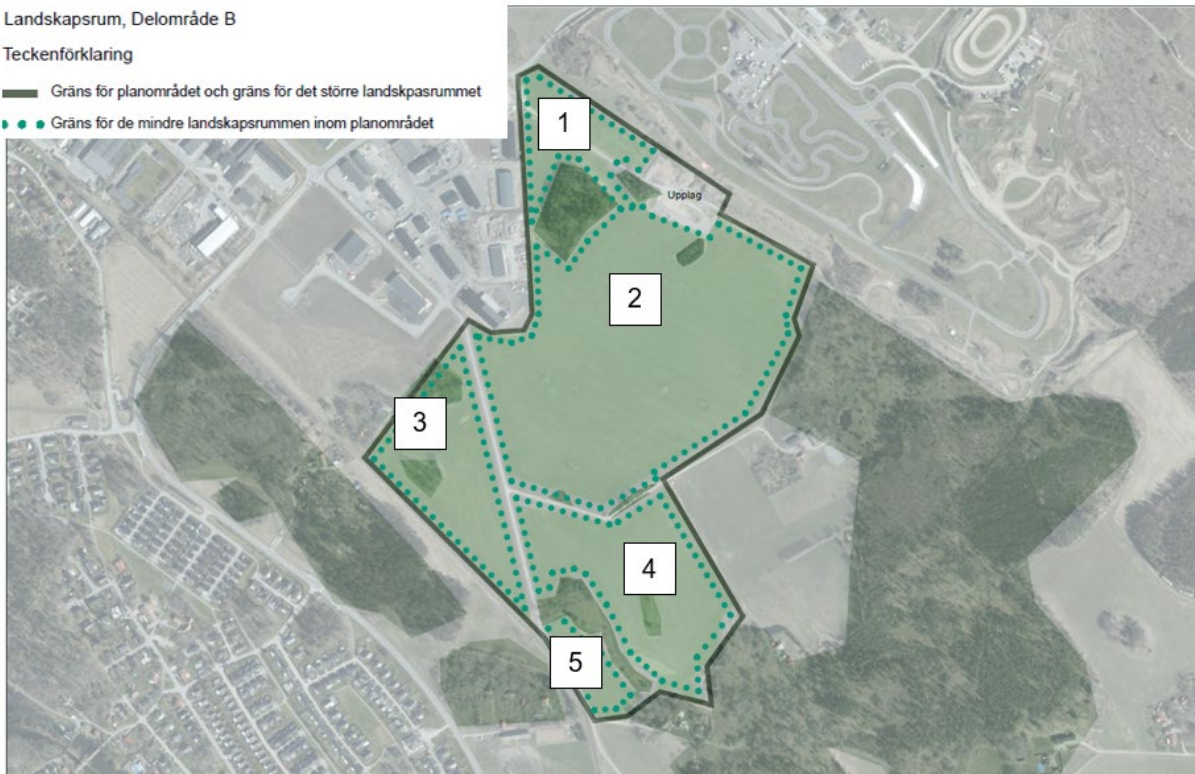 Landskapsrum, Delområde B
Teckenförklaring
Gräns för planområdet och gräns för det större landskpasrummet
Gräns för de mindre landskapsrummen inom planområdet
1
Upplag
2
3
4
5